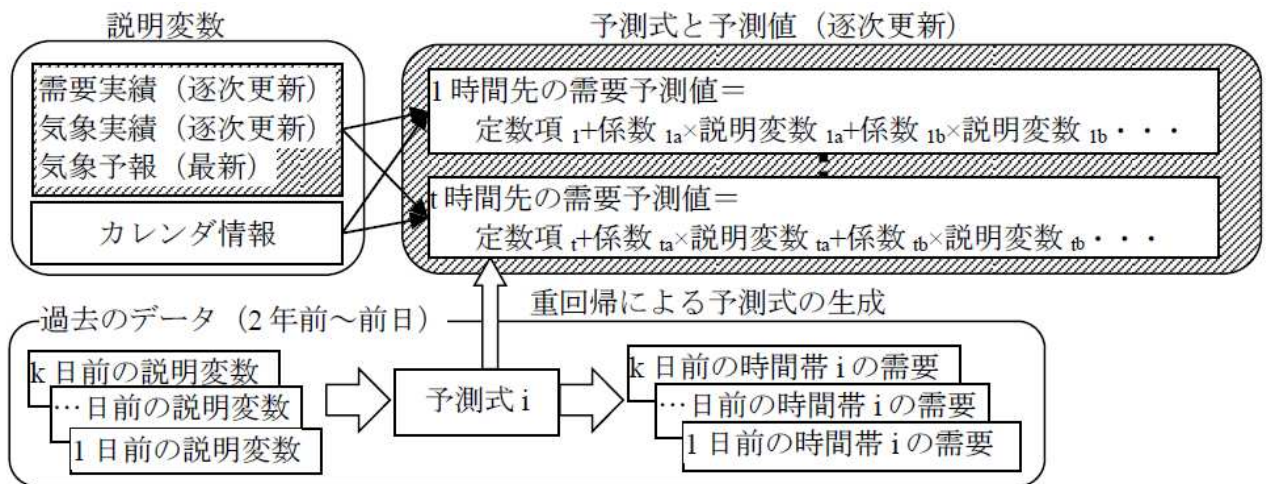 説明変数
需要実績（逐次更新）
気象実績（逐次更新）
気象予報（最新）
カレンダ情報
予測式と予測値（逐次更新）
1 時間先の需要予測値＝
定数項 1+係数 1a×説明変数 1a+係数 1b×説明変数 1b・・・
t 時間先の需要予測値＝
定数項 t+係数 ta×説明変数 ta+係数 tb×説明変数 tb・・・
重回帰による予測式の生成
過去のデータ（2 年前～前日）
k 日前の説明変数
…日前の説明変数
1 日前の説明変数
予測式 i
k 日前の時間帯 i の需要
…日前の時間帯 i の需要
1 日前の時間帯 i の需要